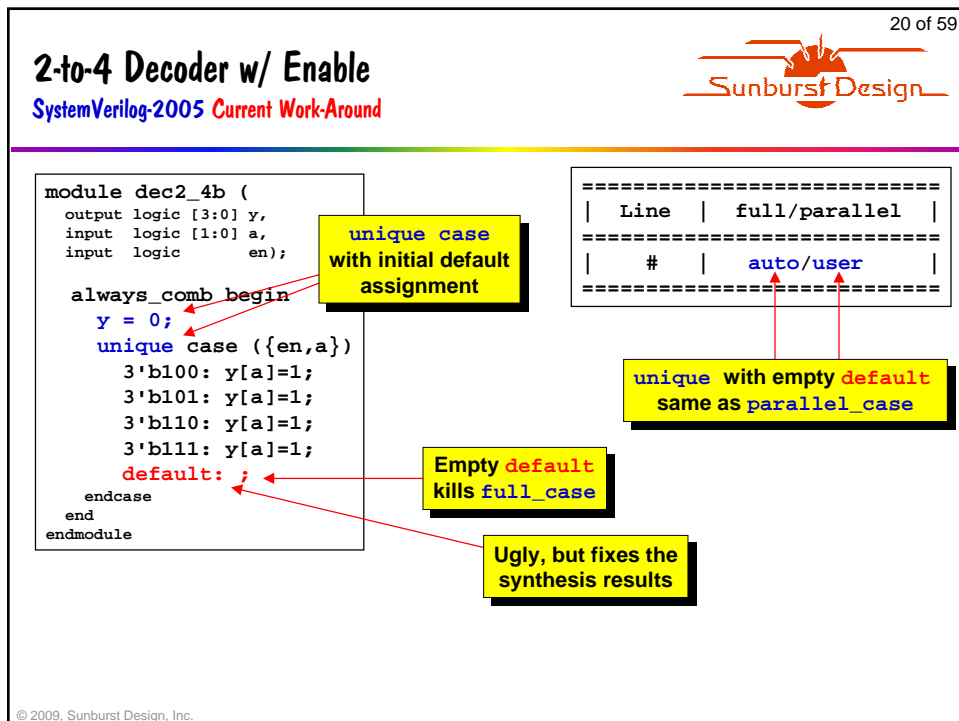 20 of 59
2-to-4 Decoder w/ Enable
SystemVerilog-2005 Current Work-Around
Sunburst Design
module dec2_4b (
output logic [3:0] y,
input logic [1:0] a,
input logic en);
always_comb begin
y = 0;
unique case ({en,a})
3'b100: y[a]=1;
3'b101: y[a]=1;
3'b110: y[a]=1;
3'b111: y[a]=1;
default: ;
endcase
end
endmodule
unique case
with initial default
assignment
Empty default
kills full_case
Ugly, but fixes the
synthesis results
============================
| Line | full/parallel |
============================
| # | auto/user |
============================
unique with empty default
same as parallel_case
© 2009, Sunburst Design, Inc.